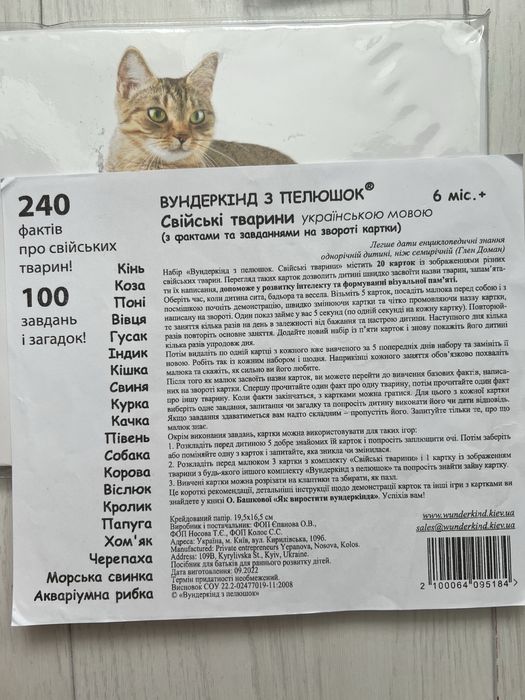 240
фактів
про свійських
тварин!
100
завдань
і загадок!
Кінь
Коза
Поні
Вівця
Гусак
Індик
Кішка
Свиня
Курка
Качка
Півень
Собака
Корова
Віслюк
Кролик
Папуга
Хом'як
Черепаха
Морська свинка
Акваріумна рибка
ВУНДЕРКІНД З ПЕЛЮШОК®
6 міс.+
Свійські тварини українською мовою
(з фактами та завданнями на звороті картки)
Легше дати енциклопедичні знання
однорічній дитині, ніж семирічній (Глен Доман)
Набір «Вундеркінд з пелюшок. Свійські тварини» містить 20 карток із зображеннями різних
свійських тварин. Перегляд таких карток дозволить дитині швидко засвоїти назви тварин, запам'ята-
ти їх написання, допоможе у розвитку інтелекту та формуванні візуальної пам'яті.
Оберіть час, коли дитина сита, бадьора та весела. Візьміть 5 карток, посадіть малюка перед собою і з
посмішкою почніть демонстрацію, швидко змінюючи картки та чітко промовляючи назву картки,
написану на звороті. Один показ займе у вас 5 секунд (по одній секунді на кожну картку). Повторюй-
те заняття кілька разів на день в залежності від бажання та настрою дитини. Наступного дня кілька
разів повторіть основне заняття. Додайте новий набір із п'яти карток і знову покажіть його дитині
кілька разів упродовж дня.
Потім видаліть по одній картці з кожного вже вивченого за 5 попередніх днів набору та замініть її
новою. Робіть так із кожним набором і щодня. Наприкінці кожного заняття обов'язково похваліть
малюка та скажіть, як сильно ви його любите.
Після того як малюк засвоїть назви карток, ви можете перейти до вивчення базових фактів, написа-
них на звороті картки. Спершу прочитайте один факт про одну тварину, потім прочитайте один факт
про іншу тварину. Коли факти закінчаться, з картками можна гратися. Для цього з кожної картки
виберіть одне завдання, запитання чи загадку та попросіть дитину виконати його чи дати відповідь.
Якщо завдання здаватиметься вам надто складним – пропустіть його. Запитуйте тільки те, про що
малюк знає.
Окрім виконання завдань, картки можна використовувати для таких ігор:
1. Розкладіть перед дитиною 5 добре знайомих їй карток і попросіть заплющити очі. Потім заберіть
або поміняйте одну з карток і запитайте, яка зникла чи змінилася.
2. Розкладіть перед малюком 3 картки з комплекту «Свійські тварини» і 1 картку із зображенням
тварини з будь-якого іншого комплекту «Вундеркінд з пелюшок» та попросіть знайти зайву картку.
3. Вивчені картки можна розрізати на клаптики та збирати, як пазл.
Це короткі рекомендації, детальніші інструкції щодо демонстрації карток та інші ігри з картками ви
знайдете у книзі О. Башкової «Як виростити вундеркінда». Успіхів вам!
Крейдований папір. 19,5x16,5 см
Виробник і постачальник: ФОП Єпанова О.В.,
ФОП Носова Т.Є., ФОП Колос С.С.
Адреса: Україна, м. Київ, вул. Кирилівська, 109Б.
Manufactured: Private entrepreneurs Yepanova, Nosova, Kolos.
Address: 109B, Kyrylivska St., Kyiv, Ukraine.
Посібник для батьків для раннього розвитку дітей.
Дата виготовлення: 09.2022
Термін придатності необмежений.
Висновок СОУ 22.2-02477019-11:2008
© «Вундеркінд з пелюшок»
www.wunderkind.kiev.ua
sales@wunderkind.kiev.ua
2 100064 095184 >